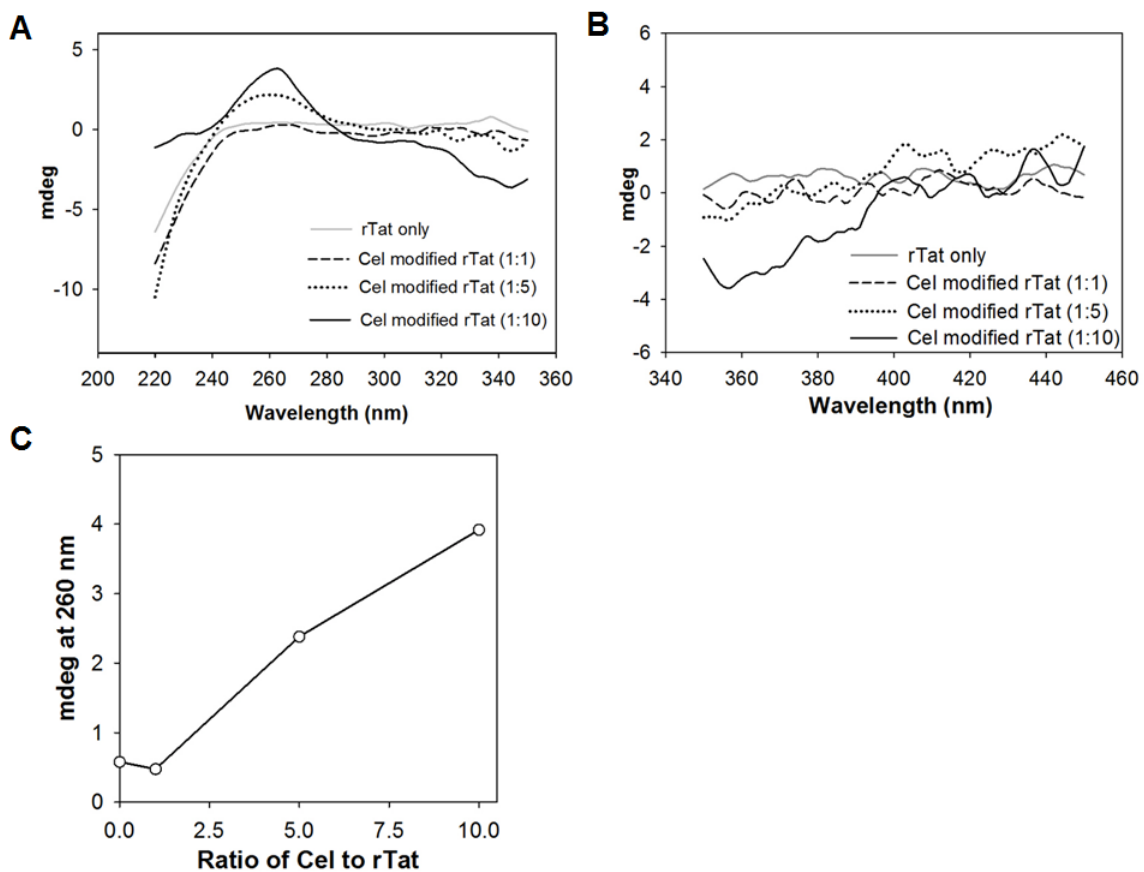 A
5
0
-5
-10
mdeg
200 220 240 260 280 300 320 340 360
Wavelength (nm)
rTat only
Cel modified rTat (1:1)
Cel modified rTat (1:5)
Cel modified rTat (1:10)
B
6
4
2
0
-2
-4
-6
mdeg
340 360 380 400 420 440 460
Wavelength (nm)
rTat only
Cel modified rTat (1:1)
Cel modified rTat (1:5)
Cel modified rTat (1:10)
C
5
4
3
2
1
0
mdeg at 260 nm
0.0 2.5 5.0 7.5 10.0
Ratio of Cel to rTat